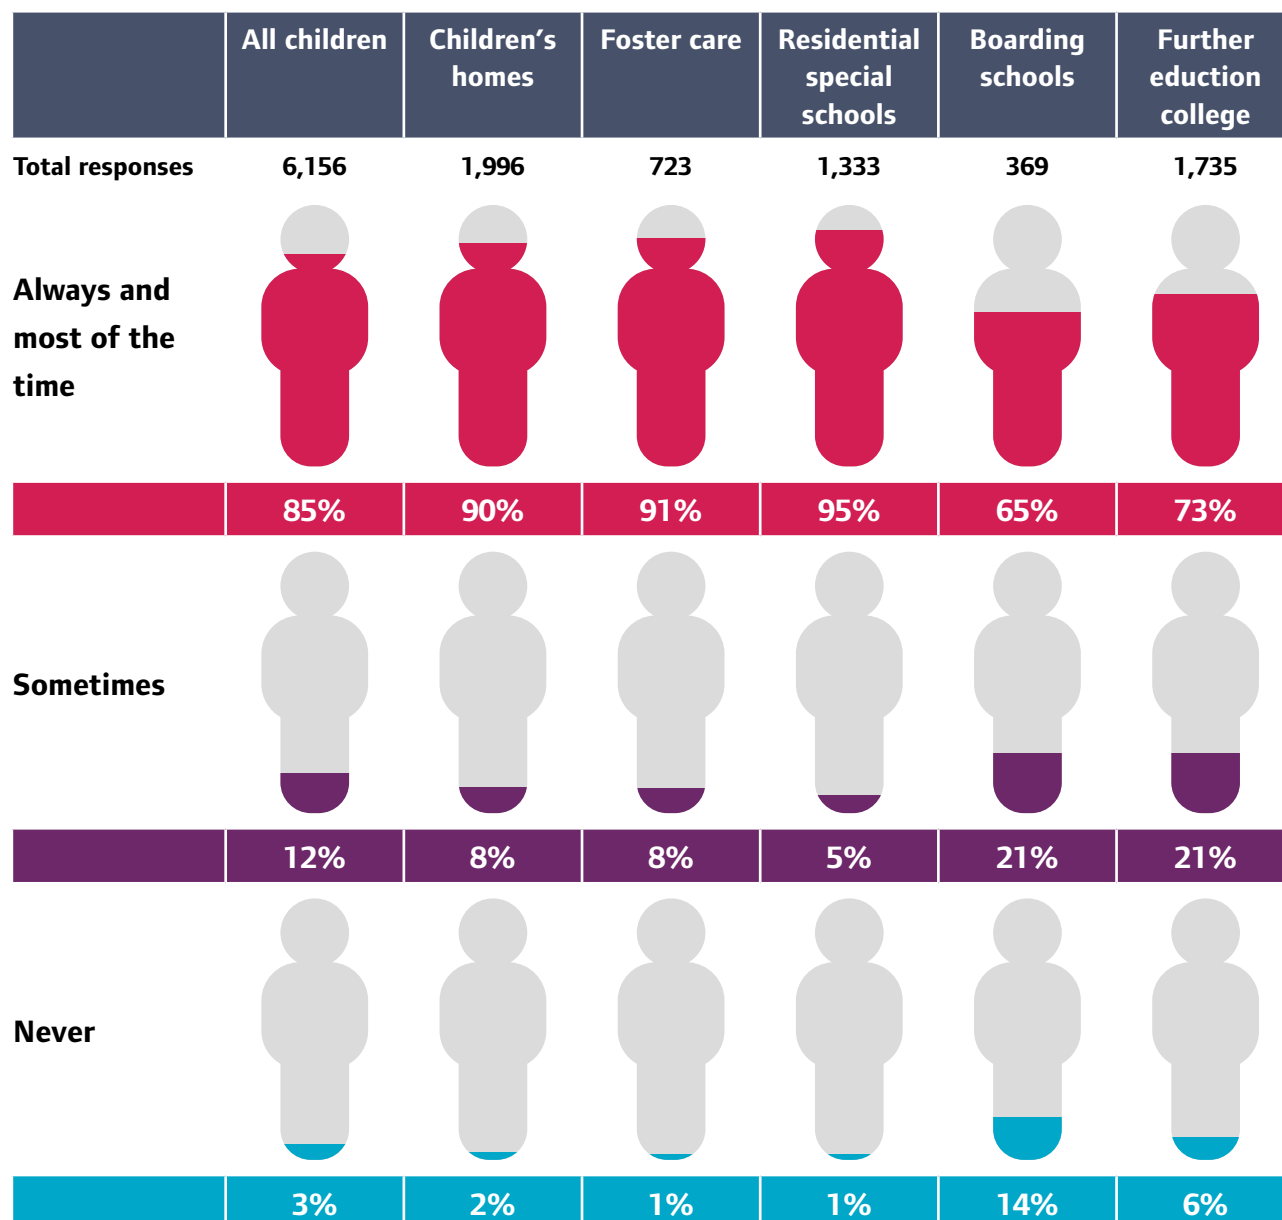 All children Children's Foster care Residential Boarding Further
homes special schools eduction
schools college
Total responses 6,156 1,996 723 1,333 369 1,735
Always and
most of the
time
85% 90% 91% 95% 65% 73%
Sometimes
12% 8% 8% 5% 21% 21%
Never
3% 2% 1% 1% 14% 6%